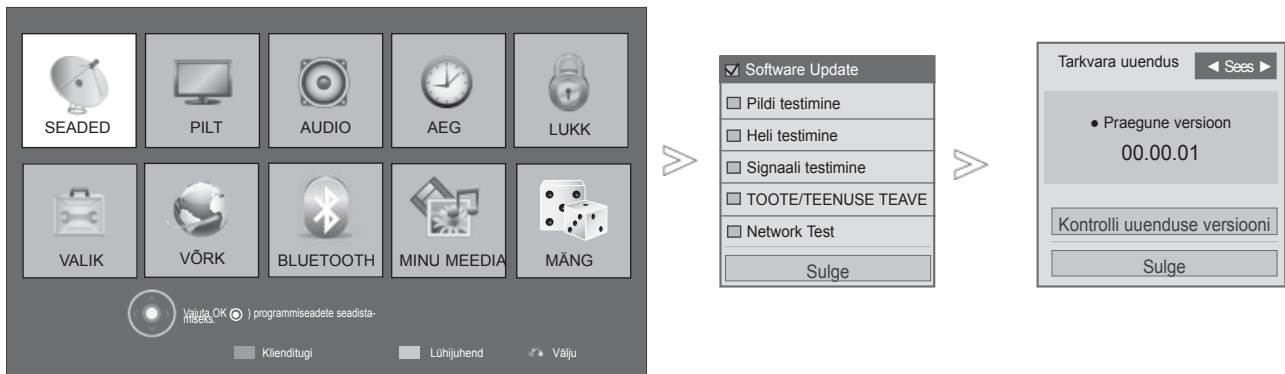 SEADED
PILT
AUDIO
AEG
LUKK
VALIK
VÕRK
BLUETOOTH
MINU MEEDIA
MÄNG
Vajuta OK ) programmiseadete seadista-
miseks.
Klienditugi
Lühijuhend
Välju
Software Update
Pildi testimine
Heli testimine
Signaali testimine
TOOTE/TEENUSE TEAVE
Network Test
Sulge
Tarkvara uuendus
◄ Sees ►
● Praegune versioon
00.00.01
Kontrolli uuenduse versiooni
Sulge